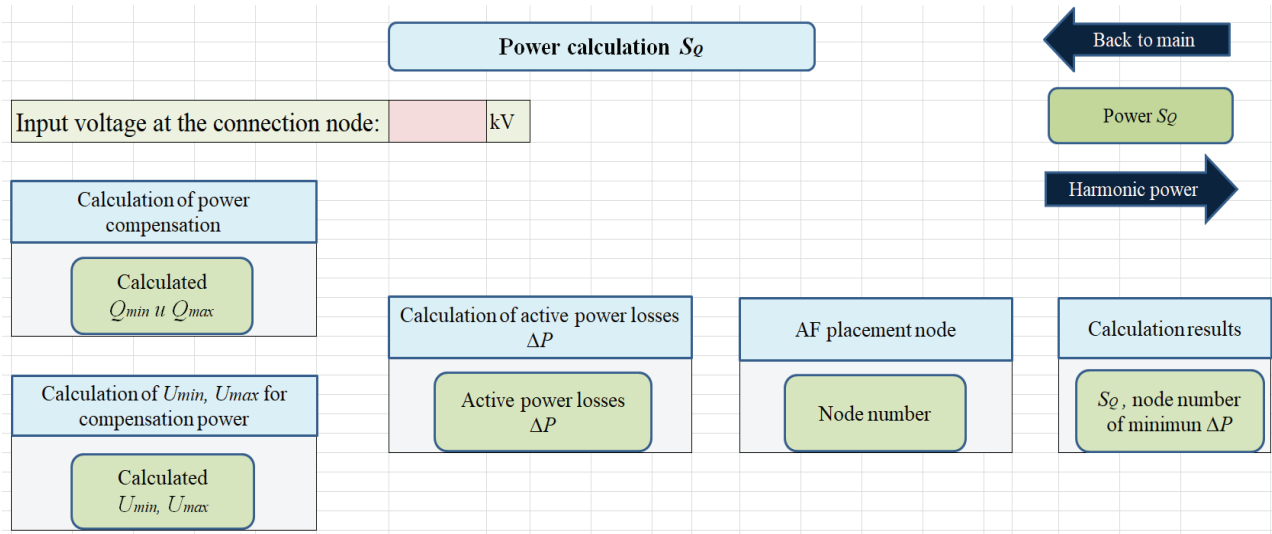 Power calculation SQ
Back to main
Input voltage at the connection node:
kV
Power SQ
Harmonic power
Calculation of power
compensation
Calculated
Qmin и Qmax
Calculation of active power losses
ΔP
AF placement node
Calculation results
Active power losses
ΔP
Node number
SQ , node number
of minimun ΔP
Calculation of Umin, Umax for
compensation power
Calculated
Umin, Umax